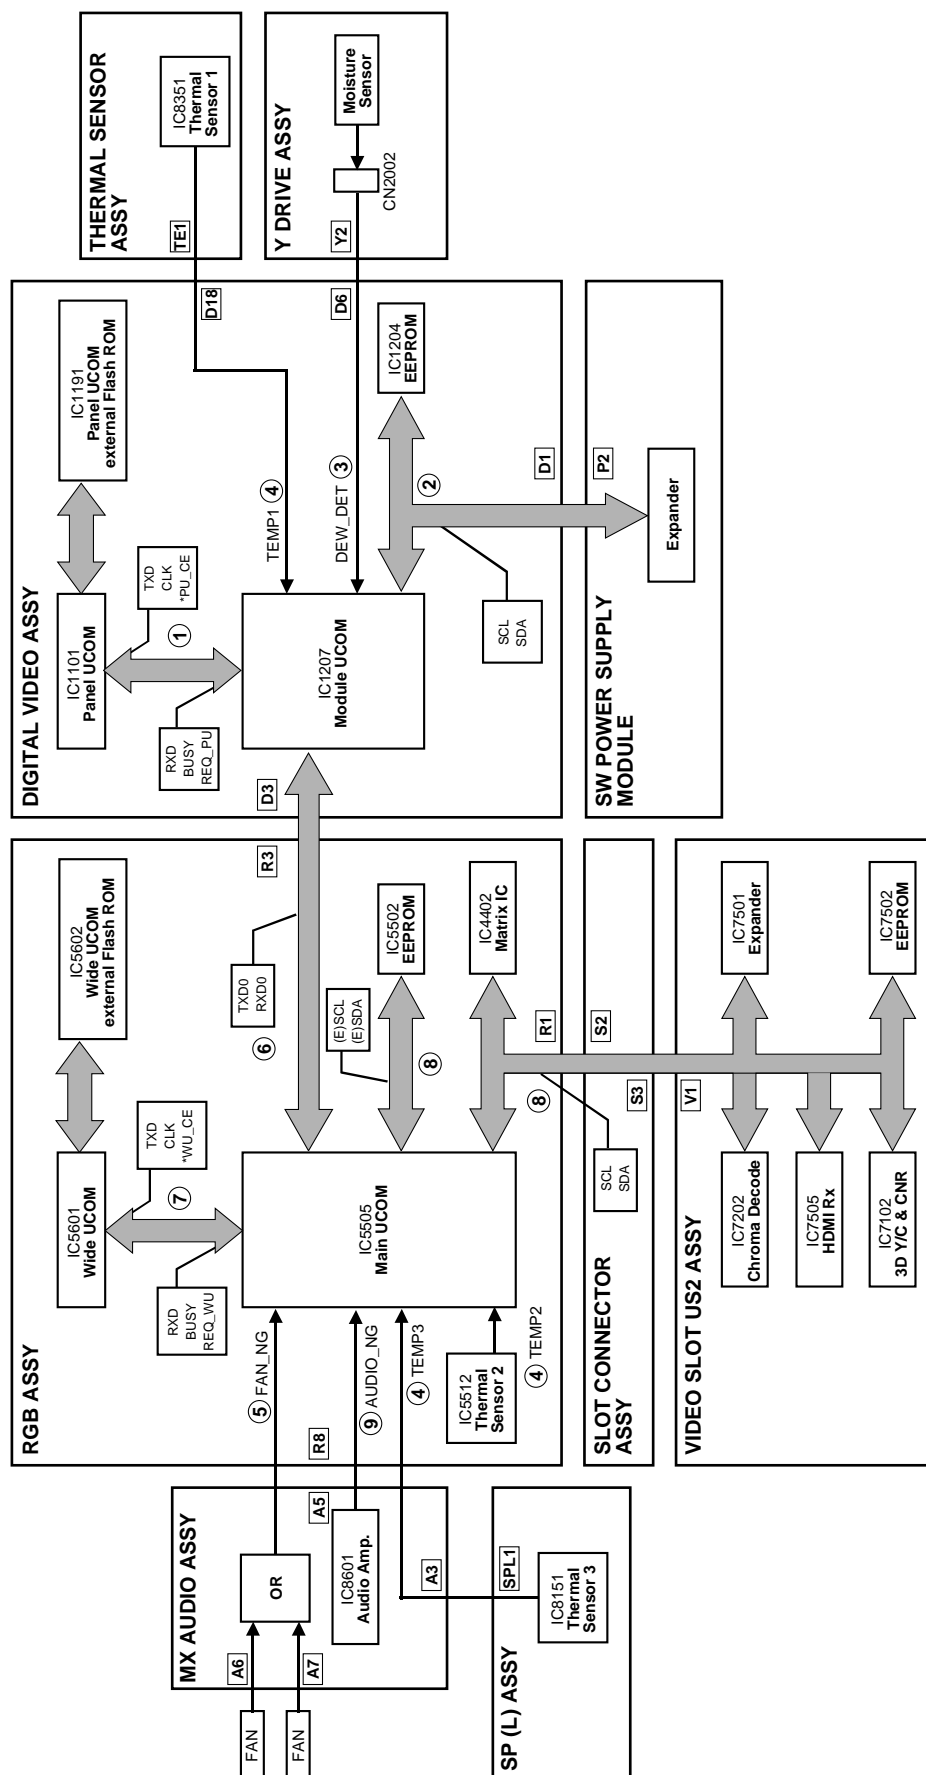 THERMAL SENSOR
ASSY
IC8351
Thermal
Sensor 1
TE1
Y DRIVE ASSY
Moisture
Sensor
CN2002
Y2
DIGITAL VIDEO ASSY
IC1101
Panel UCOM
IC1191
Panel UCOM
external Flash ROM
RXD
BUSY
REQ_PU
1
TXD
CLK
*PU_CE
IC1207
Module UCOM
TEMP1 4
D18
DEW_DET 3
D6
IC1204
EEPROM
2
SCL
SDA
D1
D3
SW POWER SUPPLY
MODULE
P2
Expander
RGB ASSY
IC5601
Wide UCOM
IC5602
Wide UCOM
external Flash ROM
RXD
BUSY
REQ_WU
7
TXD
CLK
*WU_CE
IC5505
Main UCOM
6
TXD0
RXD0
R3
(E)SCL
(E)SDA
8
IC5502
EEPROM
IC4402
Matrix IC
8
R1
SCL
SDA
5 FAN_NG
9 AUDIO_NG
4 TEMP3
4 TEMP2
IC5512
Thermal
Sensor 2
R8
SLOT CONNECTOR
ASSY
S2
S3
VIDEO SLOT US2 ASSY
V1
IC7501
Expander
IC7502
EEPROM
IC7202
Chroma Decode
IC7505
HDMI Rx
IC7102
3D Y/C & CNR
MX AUDIO ASSY
FAN
A6
FAN
A7
OR
A5
IC8601
Audio Amp.
A3
SP (L) ASSY
SPL1
IC8151
Thermal
Sensor 3